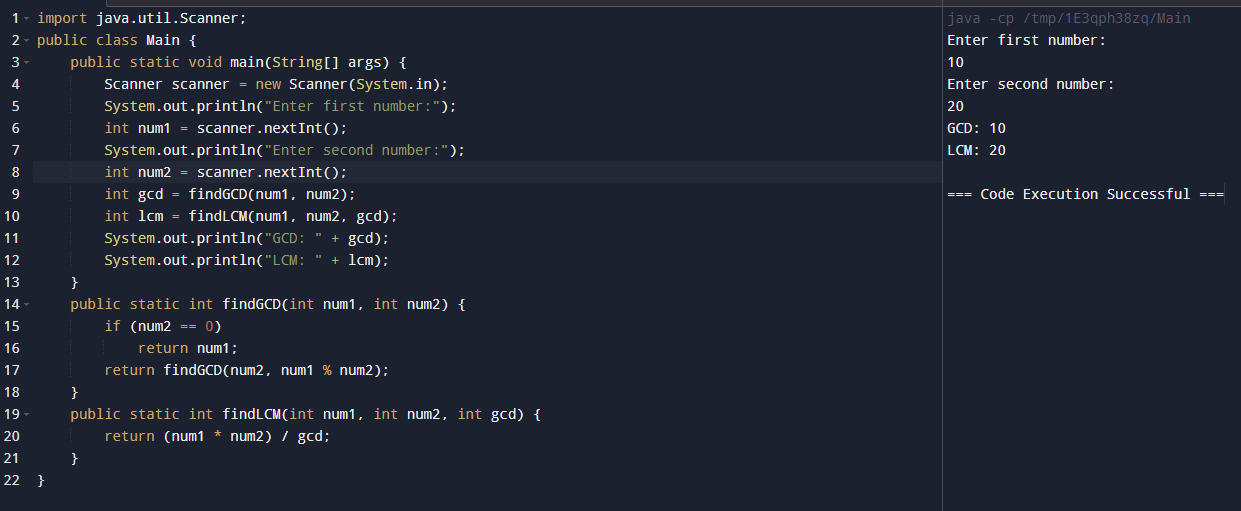 1 import java.util.Scanner;
2 public class Main {
3     public static void main(String[] args) {
4         Scanner scanner = new Scanner(System.in);
5         System.out.println("Enter first number:");
6         int num1 = scanner.nextInt();
7         System.out.println("Enter second number:");
8         int num2 = scanner.nextInt();
9         int gcd = findGCD(num1, num2);
10         int lcm = findLCM(num1, num2, gcd);
11         System.out.println("GCD: " + gcd);
12         System.out.println("LCM: " + lcm);
13     }
14     public static int findGCD(int num1, int num2) {
15         if (num2 == 0)
16             return num1;
17         return findGCD(num2, num1 % num2);
18     }
19     public static int findLCM(int num1, int num2, int gcd) {
20         return (num1 * num2) / gcd;
21     }
22 }
java -cp /tmp/1E3qph38zq/Main
Enter first number:
10
Enter second number:
20
GCD: 10
LCM: 20
=== Code Execution Successful ===